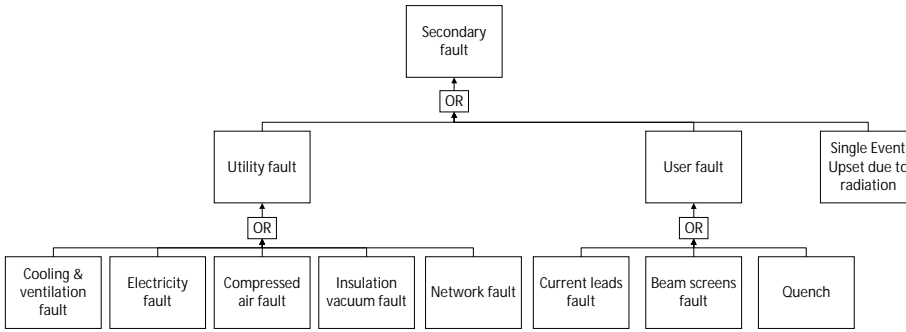 Secondary
fault
OR
Utility fault
User fault
Single Event
Upset due to
radiation
OR
OR
Cooling &
ventilation
fault
Electricity
fault
Compressed
air fault
Insulation
vacuum fault
Network fault
Current leads
fault
Beam screens
fault
Quench